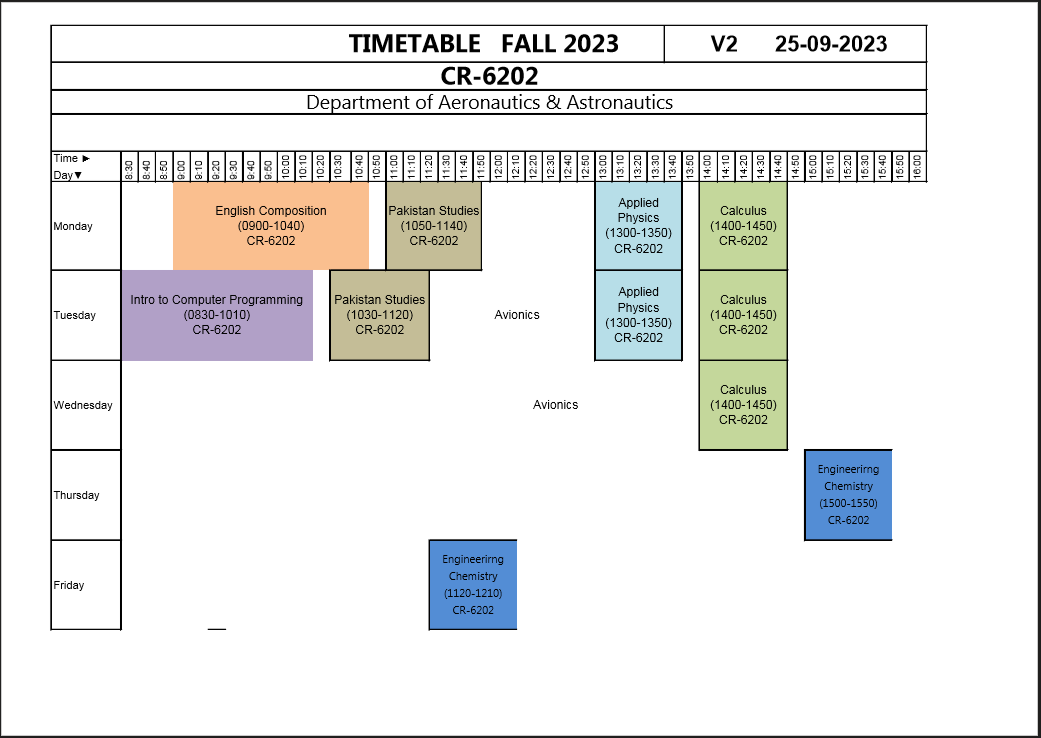 TIMETABLE FALL 2023 V2 25-09-2023
CR-6202
Department of Aeronautics & Astronautics
Time ►
Day▼
8:30 8:40 8:50 9:00 9:10 9:20 9:30 9:40 9:50 10:00 10:10 10:20 10:30 10:40 10:50 11:00 11:10 11:20 11:30 11:40 11:50 12:00 12:10 12:20 12:30 12:40 12:50 13:00 13:10 13:20 13:30 13:40 13:50 14:00 14:10 14:20 14:30 14:40 14:50 15:00 15:10 15:20 15:30 15:40 15:50 16:00
Monday
English Composition
(0900-1040)
CR-6202
Pakistan Studies
(1050-1140)
CR-6202
Applied
Physics
(1300-1350)
CR-6202
Calculus
(1400-1450)
CR-6202
Tuesday
Intro to Computer Programming
(0830-1010)
CR-6202
Pakistan Studies
(1030-1120)
CR-6202
Avionics
Applied
Physics
(1300-1350)
CR-6202
Calculus
(1400-1450)
CR-6202
Wednesday
Avionics
Calculus
(1400-1450)
CR-6202
Thursday
Engineerirng
Chemistry
(1500-1550)
CR-6202
Friday
Engineerirng
Chemistry
(1120-1210)
CR-6202